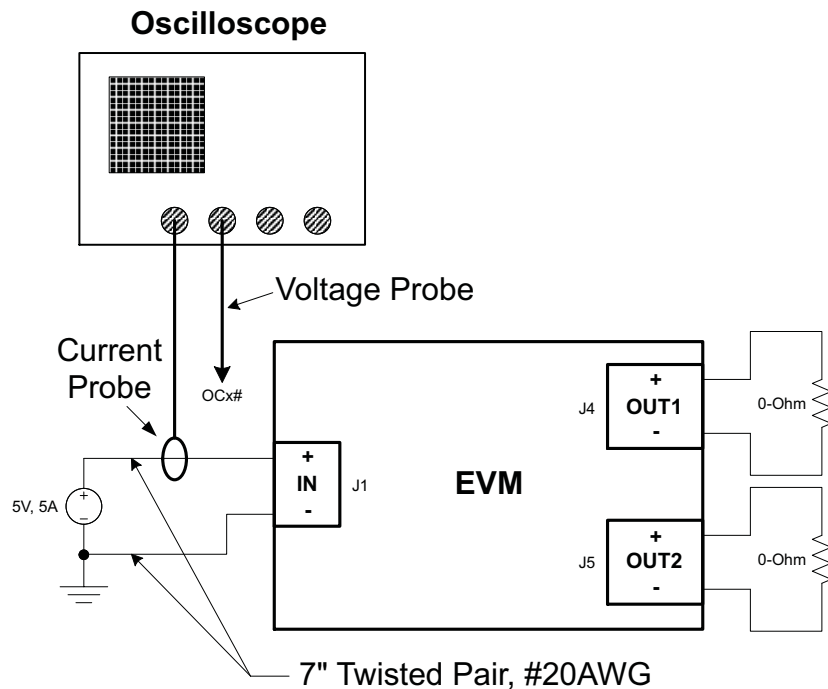 Oscilloscope
Voltage Probe
Current
Probe
OCx#
+
OUT1
-
J4
0-Ohm
+
IN
-
J1
EVM
5V, 5A
+
–
+
OUT2
-
J5
0-Ohm
7" Twisted Pair, #20AWG